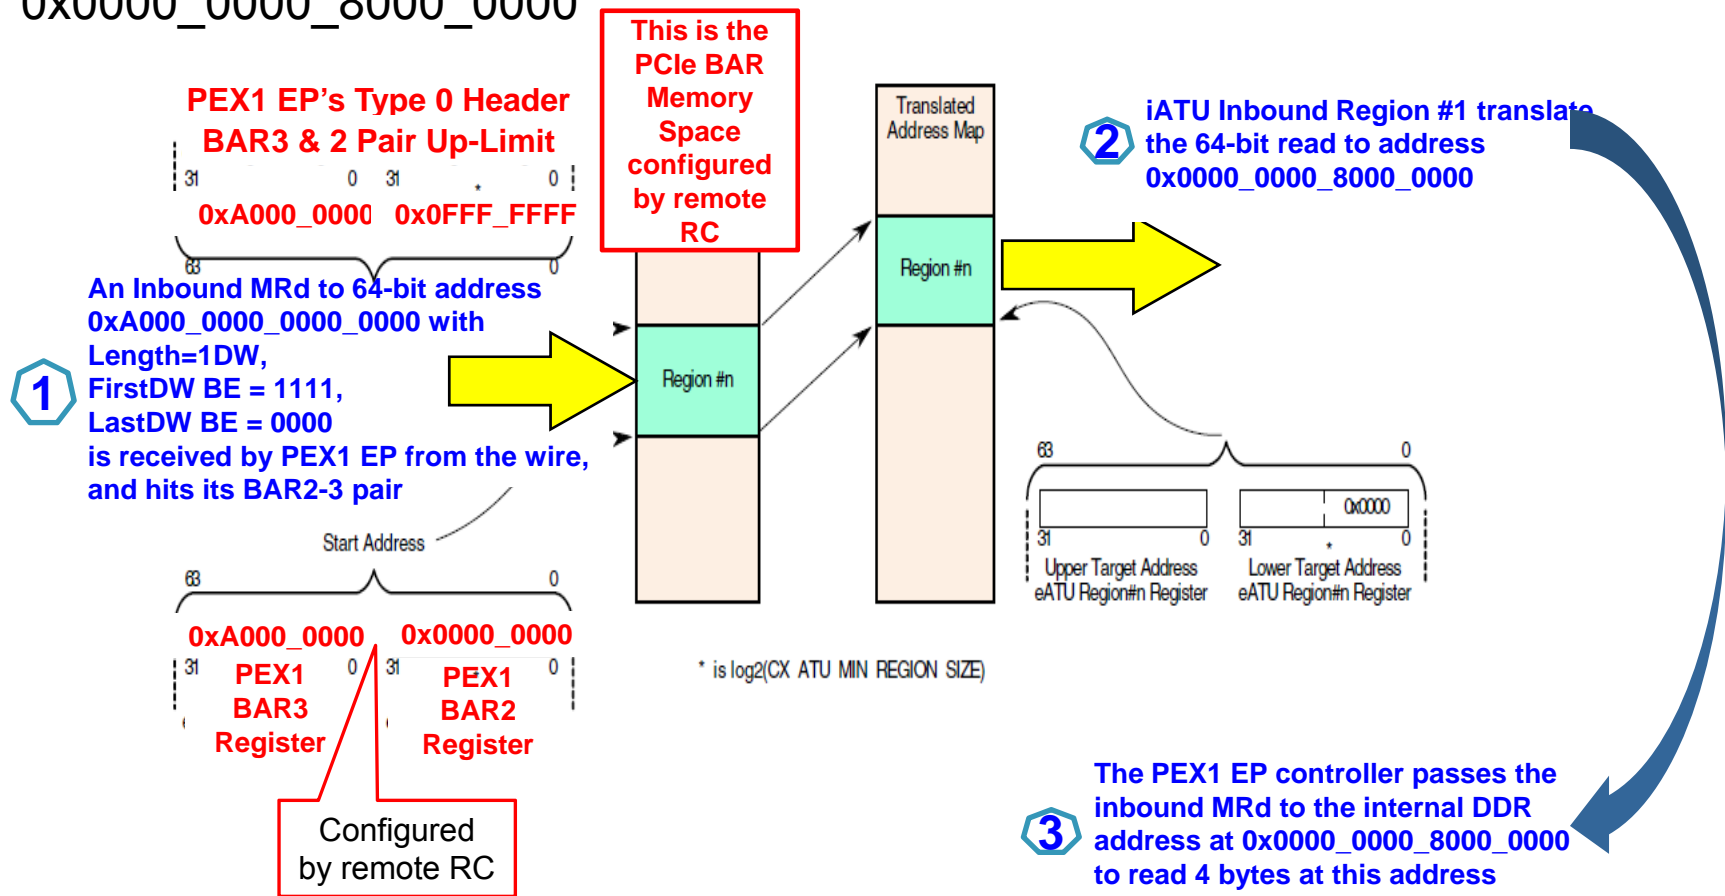 0x0000_0000_8000_0000
PEX1 EP's Type 0 Header
BAR3 & 2 Pair Up-Limit
31 0 31 * 0
0xA000_0000 0x0FFF_FFFF
63 0
An Inbound MRd to 64-bit address
0xA000_0000_0000_0000 with
Length=1DW,
FirstDW BE = 1111,
LastDW BE = 0000
is received by PEX1 EP from the wire,
and hits its BAR2-3 pair
1
Start Address
63 0
0xA000_0000 0x0000_0000
31 0 31 0
PEX1
BAR3
Register
PEX1
BAR2
Register
Configured
by remote RC
This is the
PCIe BAR
Memory
Space
configured
by remote
RC
Region #n
Translated
Address Map
Region #n
* is log2(CX ATU MIN REGION SIZE)
2
iATU Inbound Region #1 translate
the 64-bit read to address
0x0000_0000_8000_0000
63 0
0x0000
31 0 31 * 0
Upper Target Address
eATU Region#n Register
Lower Target Address
eATU Region#n Register
3
The PEX1 EP controller passes the
inbound MRd to the internal DDR
address at 0x0000_0000_8000_0000
to read 4 bytes at this address